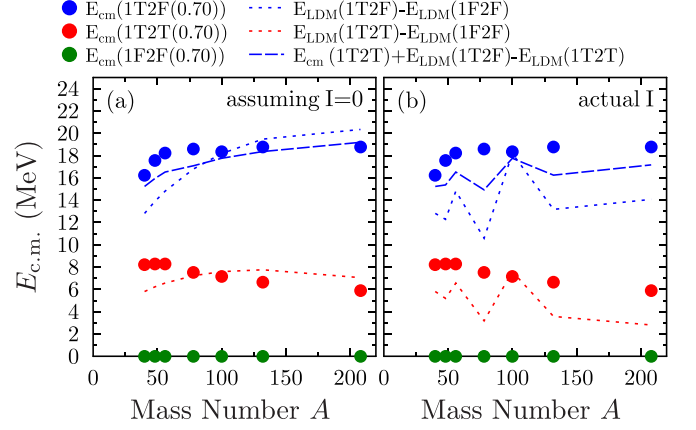 E_cm(1T2F(0.70)) E_LDM(1T2F)-E_LDM(1F2F)
E_cm(1T2T(0.70)) E_LDM(1T2T)-E_LDM(1F2F)
E_cm(1F2F(0.70)) E_cm (1T2T)+E_LDM(1T2F)-E_LDM(1T2T)
(a) assuming I=0
(b) actual I
24
22
20
18
16
14
12
10
8
6
4
2
0
E_c.m. (MeV)
0 50 100 150 200
0 50 100 150 200
Mass Number A
Mass Number A